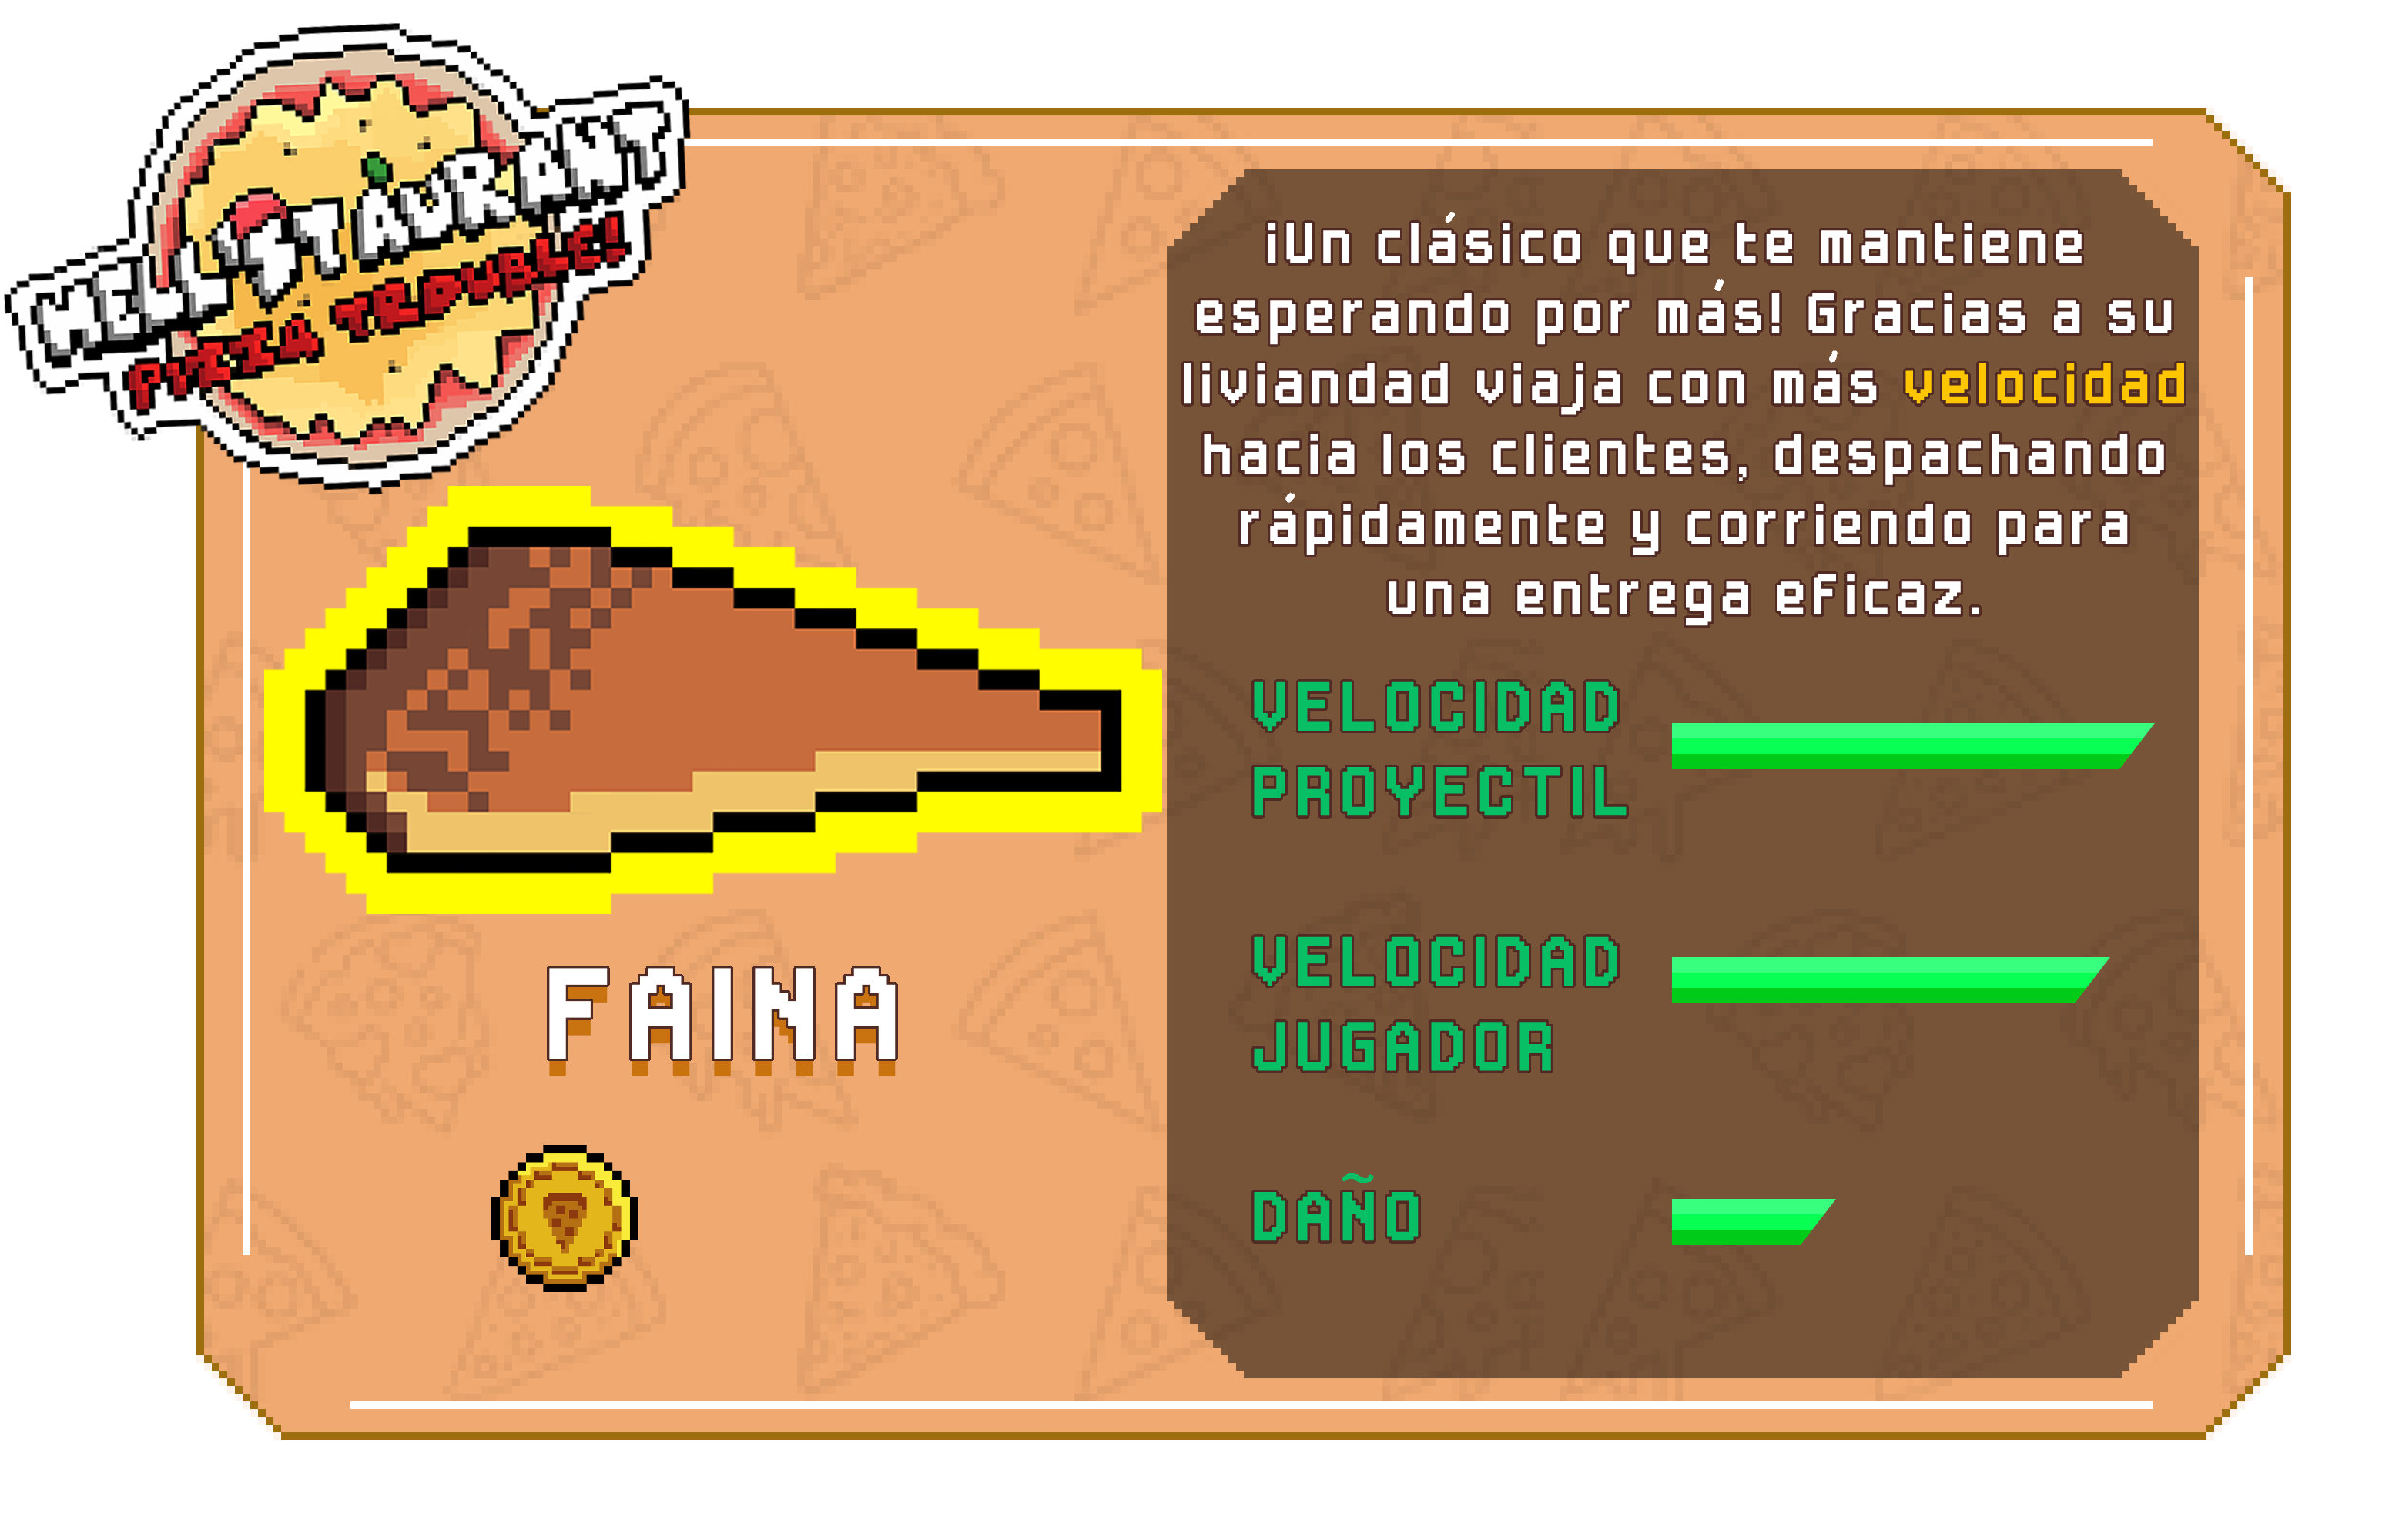 HELL'STAURANT
PIZZA TROUBLE!
¡Un clásico que te mantiene
esperando por más! Gracias a su
liviandad viaja con más velocidad
hacia los clientes, despachando
rápidamente y corriendo para
una entrega eficaz.
FAINA
VELOCIDAD
PROYECTIL
VELOCIDAD
JUGADOR
DAÑO